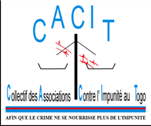 CACIT
Collectif des Associations Contre l'Impunité au Togo
AFIN QUE LE CRIME NE SE NOURRISSE PLUS DE L'IMPUNITE